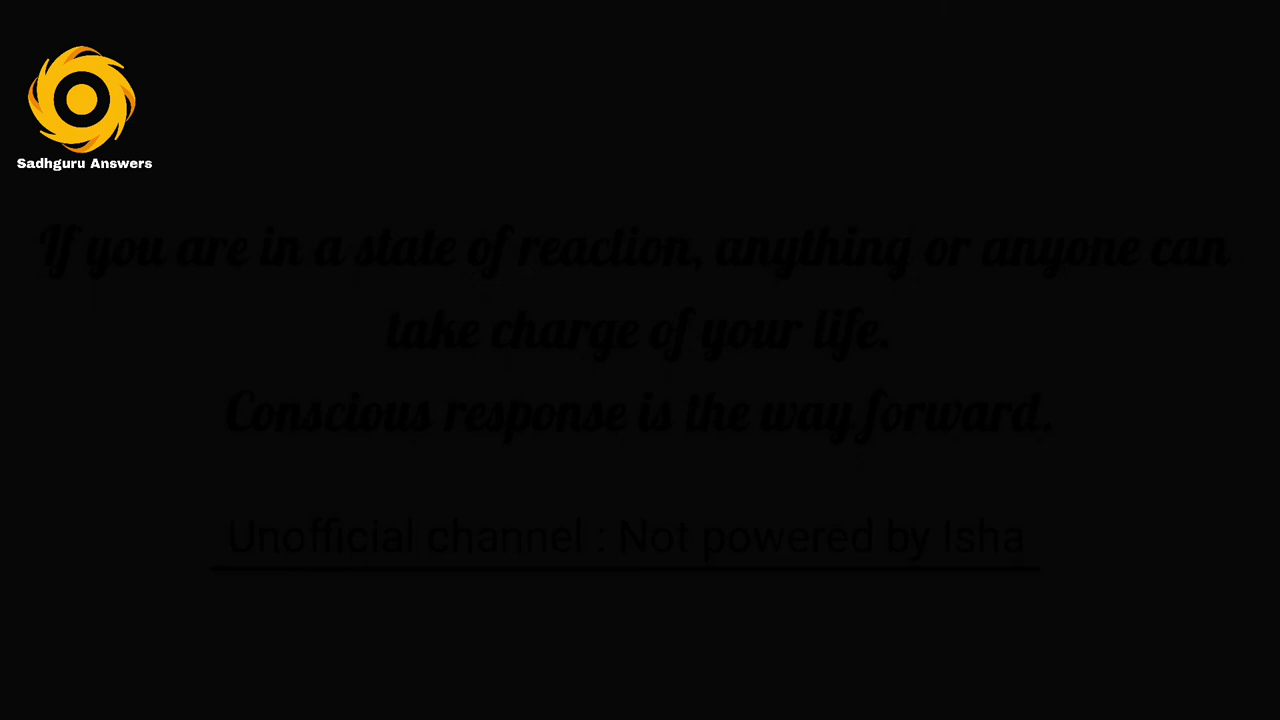 Sadhguru Answers
If you are in a state of reaction, anything or anyone can
take charge of your life.
Conscious response is the way forward.
Unofficial channel : Not powered by Isha